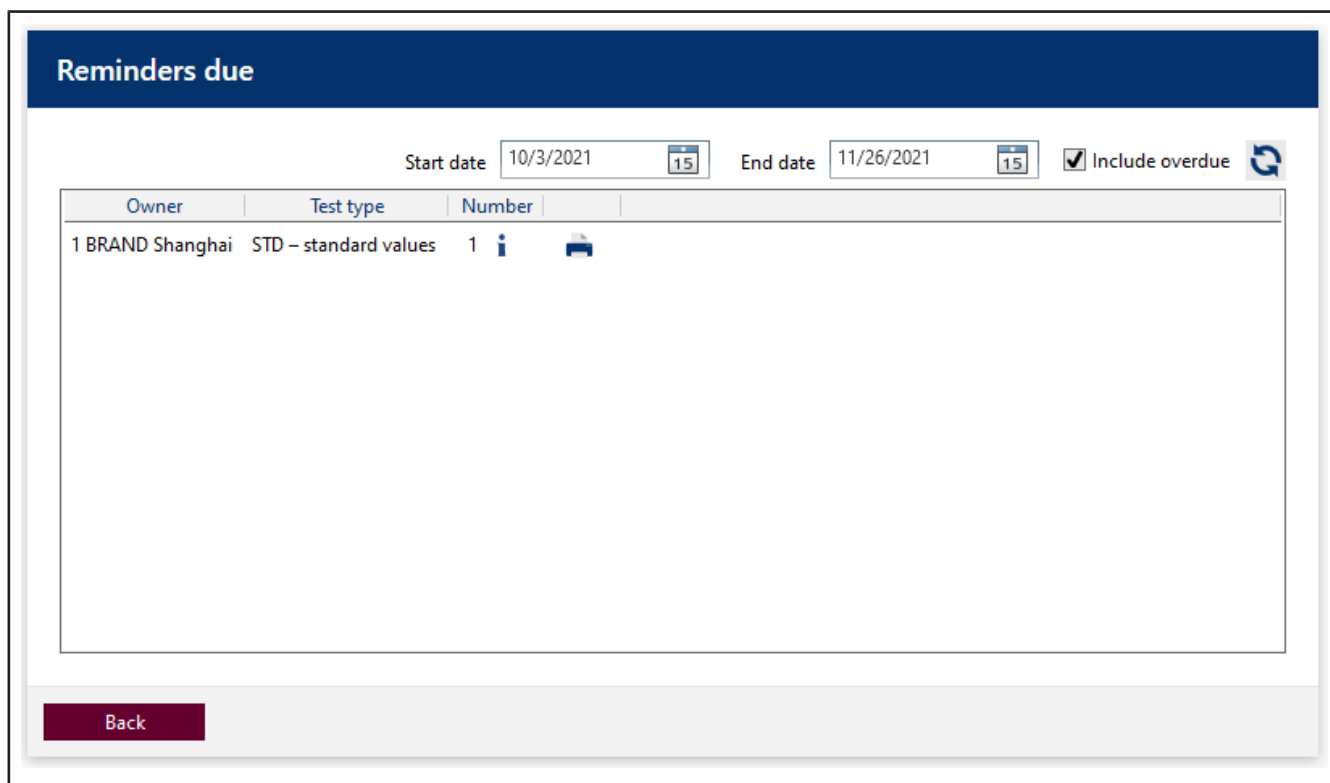 Reminders due
Start date 10/3/2021 15 End date 11/26/2021 15 Include overdue
Owner Test type Number
1 BRAND Shanghai STD – standard values 1
Back